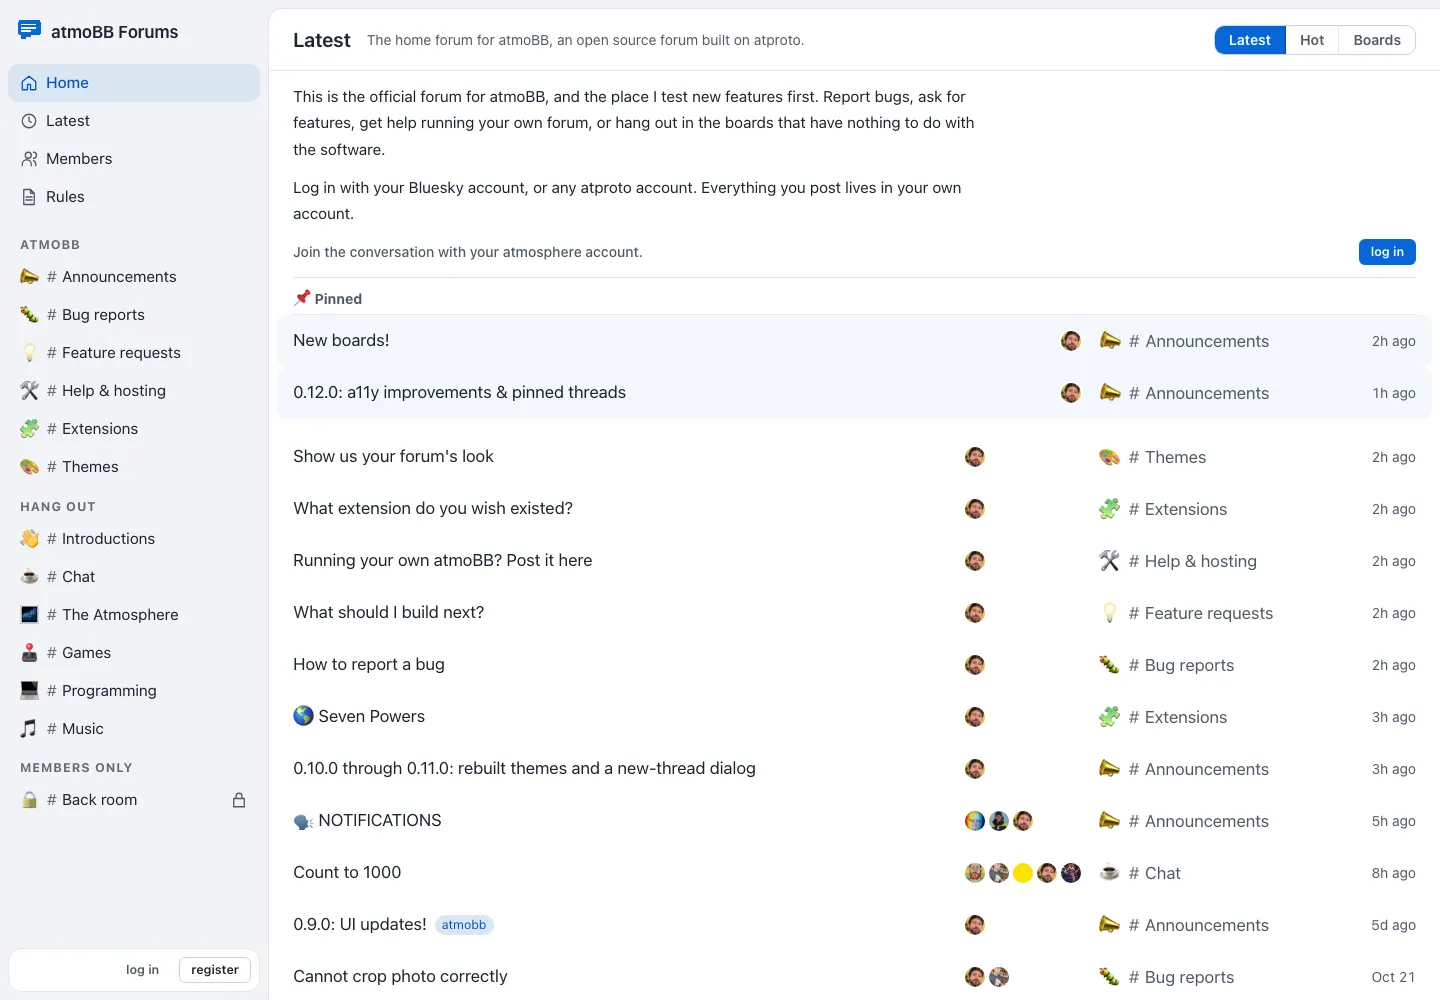 atmoBB Forums
Home
Latest
Members
Rules
ATMOBB
# Announcements
# Bug reports
# Feature requests
# Help & hosting
# Extensions
# Themes
HANG OUT
# Introductions
# Chat
# The Atmosphere
# Games
# Programming
# Music
MEMBERS ONLY
# Back room
log in register
Latest The home forum for atmoBB, an open source forum built on atproto.
Latest Hot Boards
This is the official forum for atmoBB, and the place I test new features first. Report bugs, ask for
features, get help running your own forum, or hang out in the boards that have nothing to do with
the software.
Log in with your Bluesky account, or any atproto account. Everything you post lives in your own
account.
Join the conversation with your atmosphere account. log in
Pinned
New boards! # Announcements 2h ago
0.12.0: a11y improvements & pinned threads # Announcements 1h ago
Show us your forum's look # Themes 2h ago
What extension do you wish existed? # Extensions 2h ago
Running your own atmoBB? Post it here # Help & hosting 2h ago
What should I build next? # Feature requests 2h ago
How to report a bug # Bug reports 2h ago
Seven Powers # Extensions 3h ago
0.10.0 through 0.11.0: rebuilt themes and a new-thread dialog # Announcements 3h ago
NOTIFICATIONS # Announcements 5h ago
Count to 1000 # Chat 8h ago
0.9.0: UI updates! atmobb # Announcements 5d ago
Cannot crop photo correctly # Bug reports Oct 21